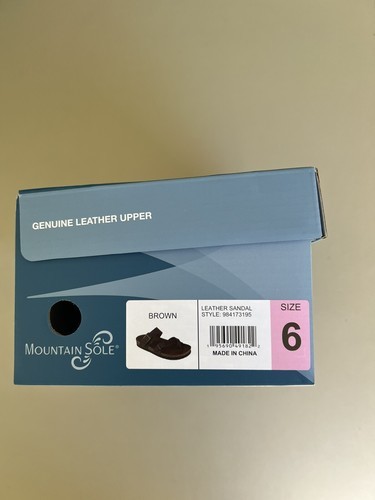 GENUINE LEATHER UPPER
BROWN
LEATHER SANDAL
STYLE: 984173195
MADE IN CHINA
SIZE
6
MOUNTAIN SOLE®